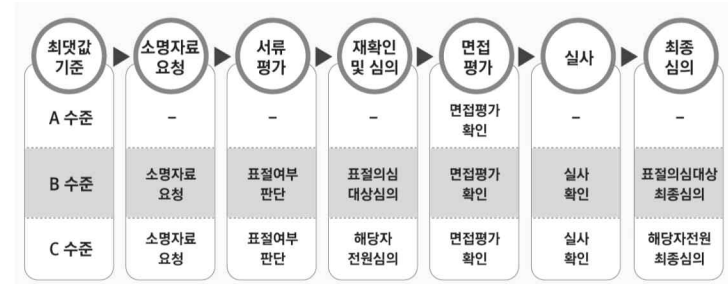 최댓값
기준
소명자료
요청
서류
평가
재확인
및 심의
면접
평가
실사
최종
심의
A 수준
–
–
–
면접평가
확인
–
–
B 수준
소명자료
요청
표절여부
판단
표절의심
대상심의
면접평가
확인
실사
확인
표절의심대상
최종심의
C 수준
소명자료
요청
표절여부
판단
해당자
전원심의
면접평가
확인
실사
확인
해당자전원
최종심의